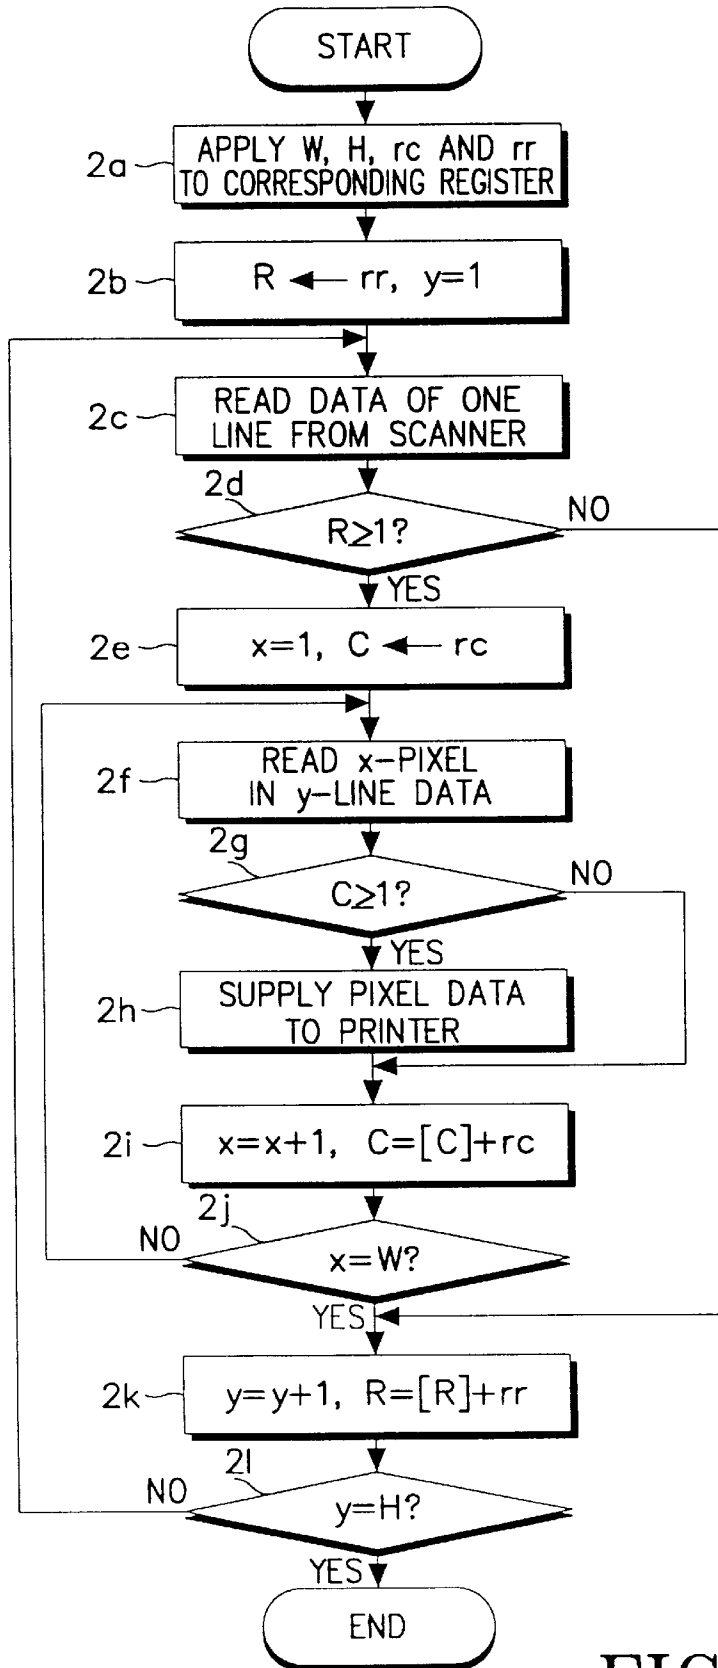 START
2a
APPLY W, H, rc AND rr
TO CORRESPONDING REGISTER
2b
R ← rr, y=1
2c
READ DATA OF ONE
LINE FROM SCANNER
2d
R≥1?
NO
YES
2e
x=1, C ← rc
2f
READ x-PIXEL
IN y-LINE DATA
2g
C≥1?
NO
YES
2h
SUPPLY PIXEL DATA
TO PRINTER
2i
x=x+1, C=[C]+rc
2j
NO
x=W?
YES
2k
y=y+1, R=[R]+rr
2l
NO
y=H?
YES
END